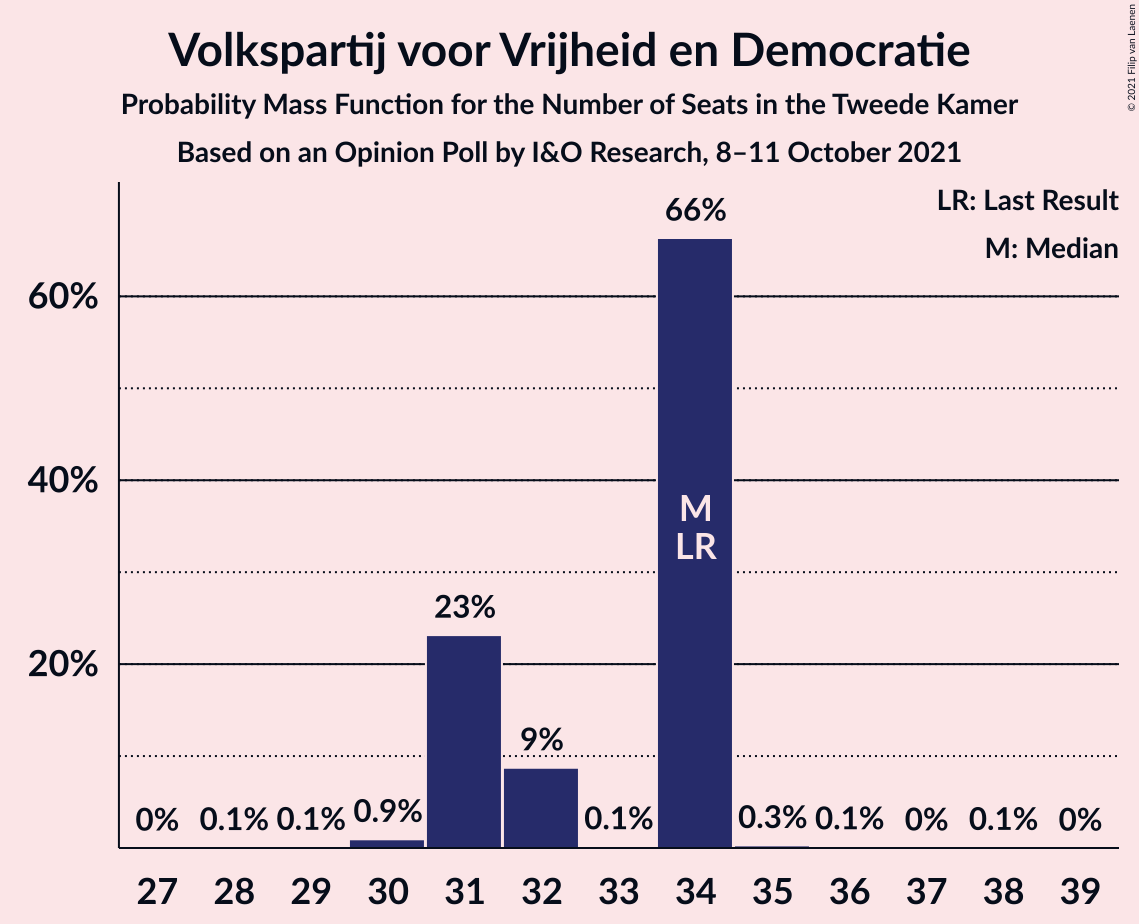 Volkspartij voor Vrijheid en Democratie
Probability Mass Function for the Number of Seats in the Tweede Kamer
Based on an Opinion Poll by I&O Research, 8–11 October 2021
© 2021 Filip van Laenen
LR: Last Result
M: Median
66%
60%
40%
M
LR
23%
20%
9%
0% 0.1% 0.1% 0.9% 0.1% 0.3% 0.1% 0% 0.1% 0%
27 28 29 30 31 32 33 34 35 36 37 38 39